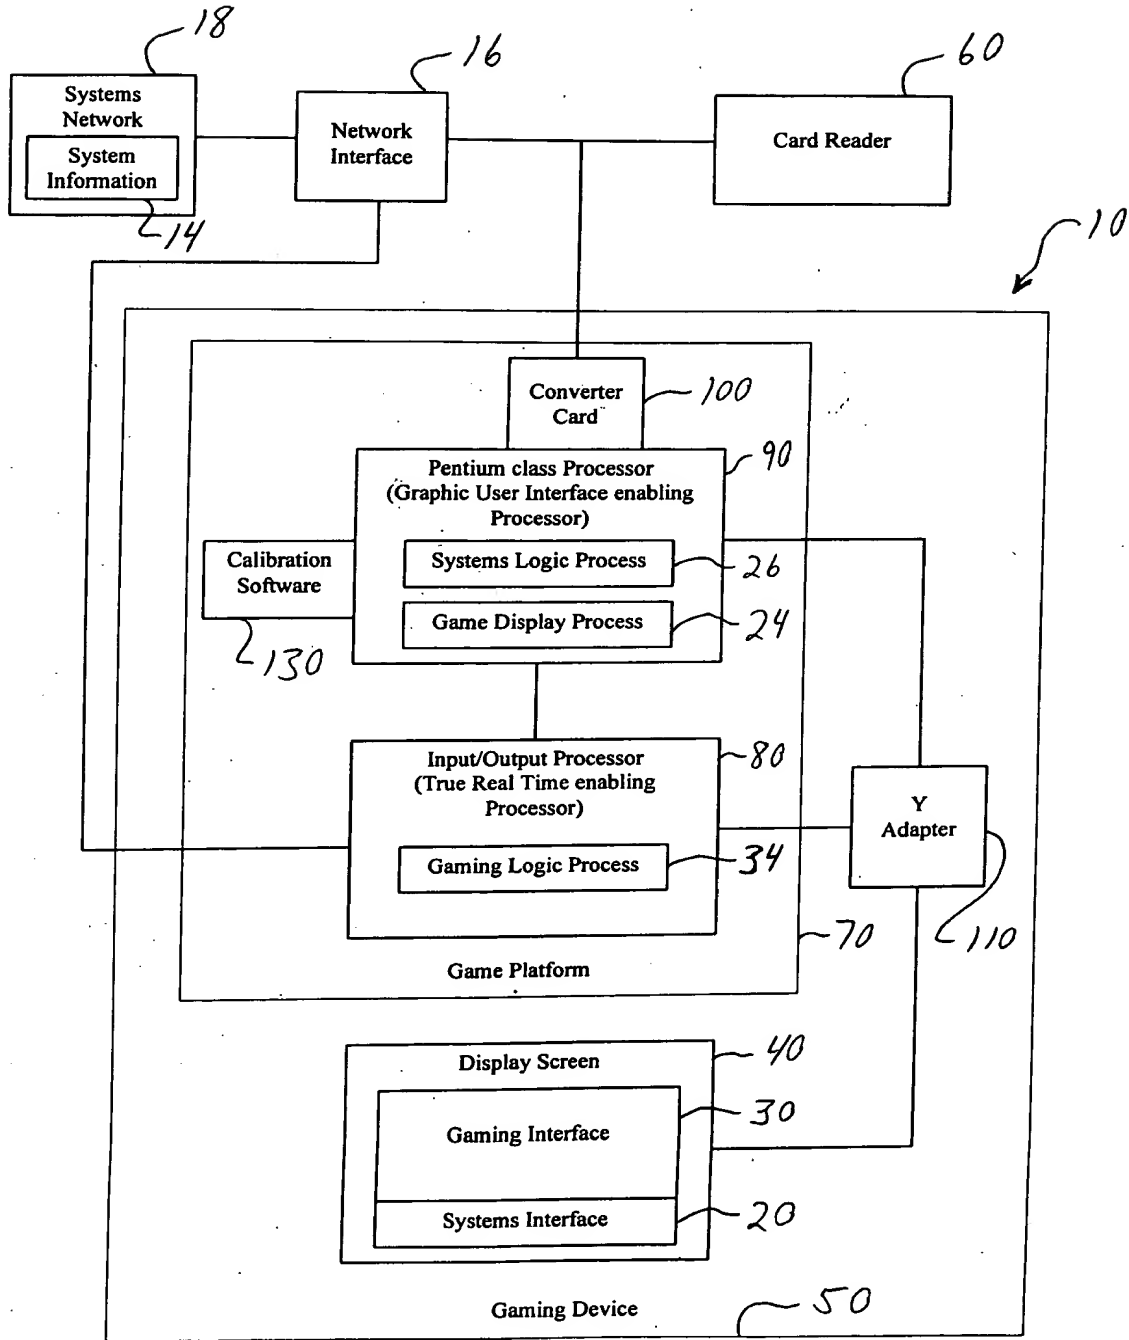 18
16
60
Systems
Network
System
Information
14
Network
Interface
Card Reader
10
Converter
Card
100
Pentium class Processor
(Graphic User Interface enabling
Processor)
90
Systems Logic Process
26
Game Display Process
24
Calibration
Software
130
Input/Output Processor
(True Real Time enabling
Processor)
80
Gaming Logic Process
34
Y
Adapter
110
70
Game Platform
Display Screen
40
Gaming Interface
30
Systems Interface
20
Gaming Device
50